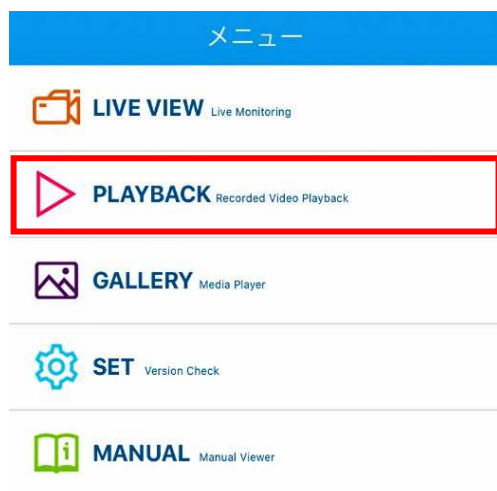 メニュー
LIVE VIEW Live Monitoring
PLAYBACK Recorded Video Playback
GALLERY Media Player
SET Version Check
MANUAL Manual Viewer